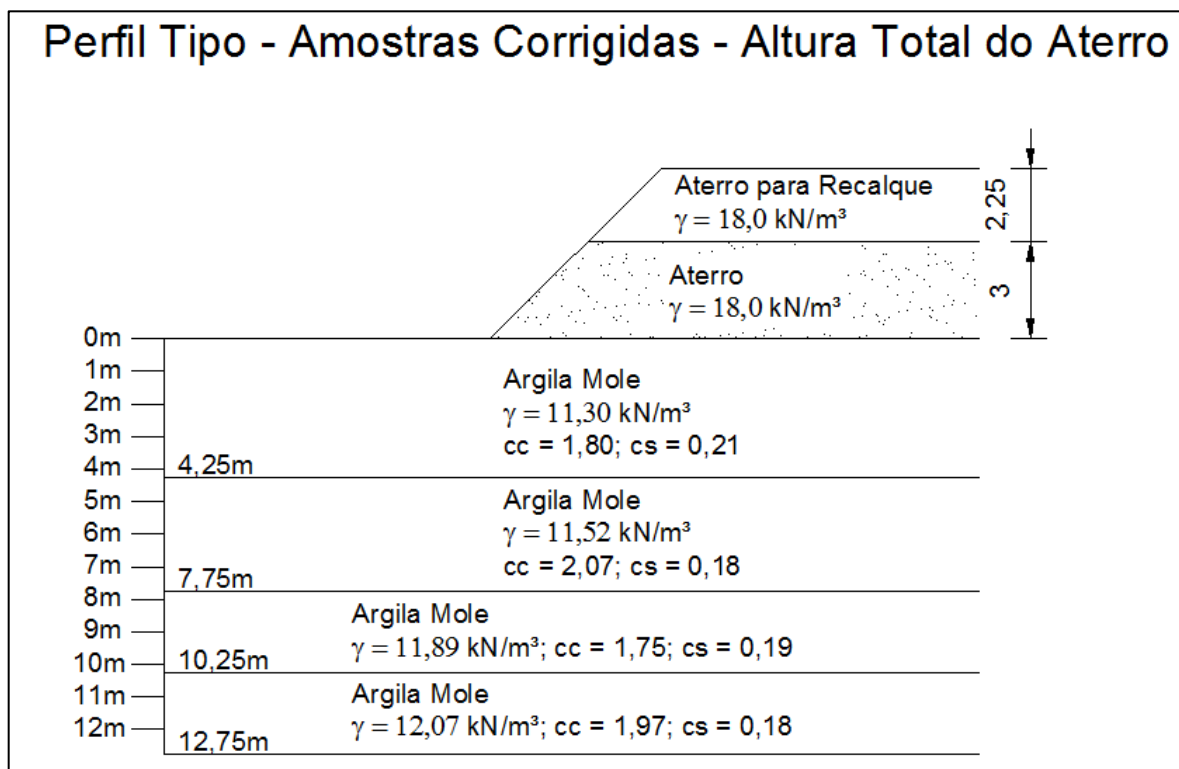 Perfil Tipo - Amostras Corrigidas - Altura Total do Aterro
Aterro para Recalque
γ = 18,0 kN/m³
2,25
Aterro
γ = 18,0 kN/m³
3
0m
1m
2m
3m
4m
4,25m
Argila Mole
γ = 11,30 kN/m³
cc = 1,80; cs = 0,21
5m
6m
7m
7,75m
Argila Mole
γ = 11,52 kN/m³
cc = 2,07; cs = 0,18
8m
9m
10m
10,25m
Argila Mole
γ = 11,89 kN/m³; cc = 1,75; cs = 0,19
11m
12m
12,75m
Argila Mole
γ = 12,07 kN/m³; cc = 1,97; cs = 0,18